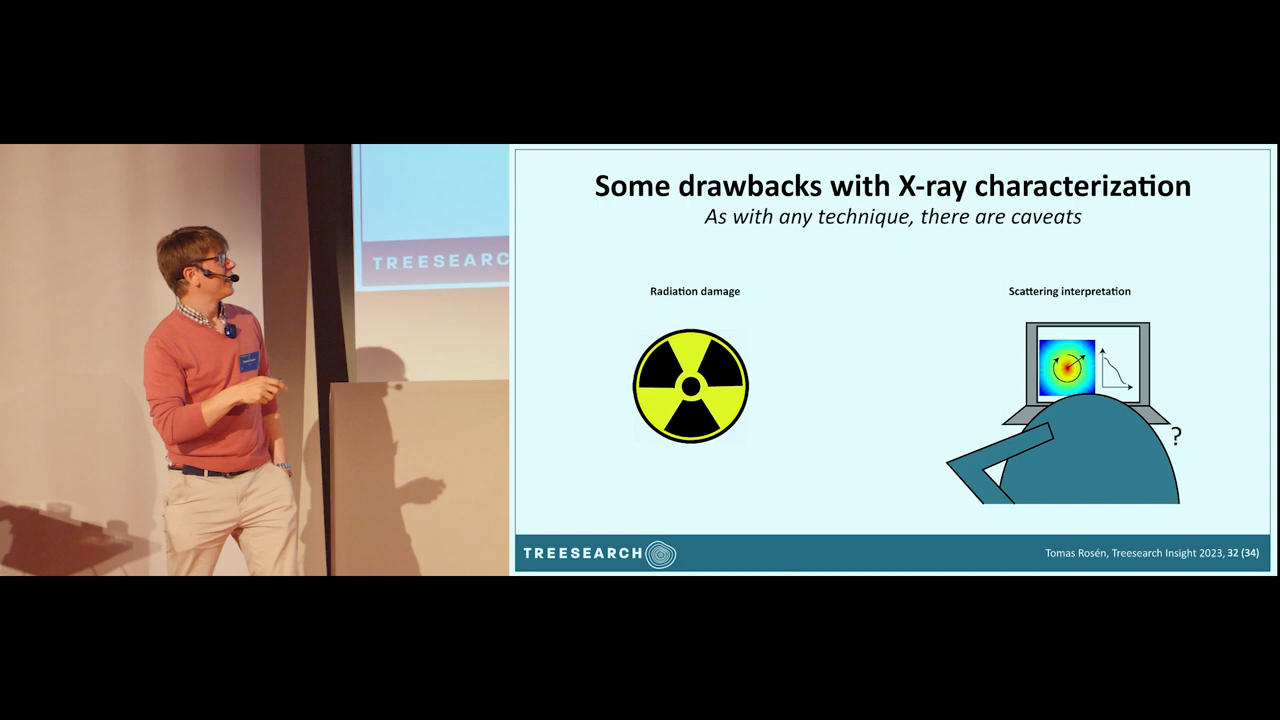 TREESEARC
Some drawbacks with X-ray characterization
As with any technique, there are caveats
Radiation damage
Scattering interpretation
?
TREESEARCH
Tomas Rosén, Treesearch Insight 2023, 32 (34)